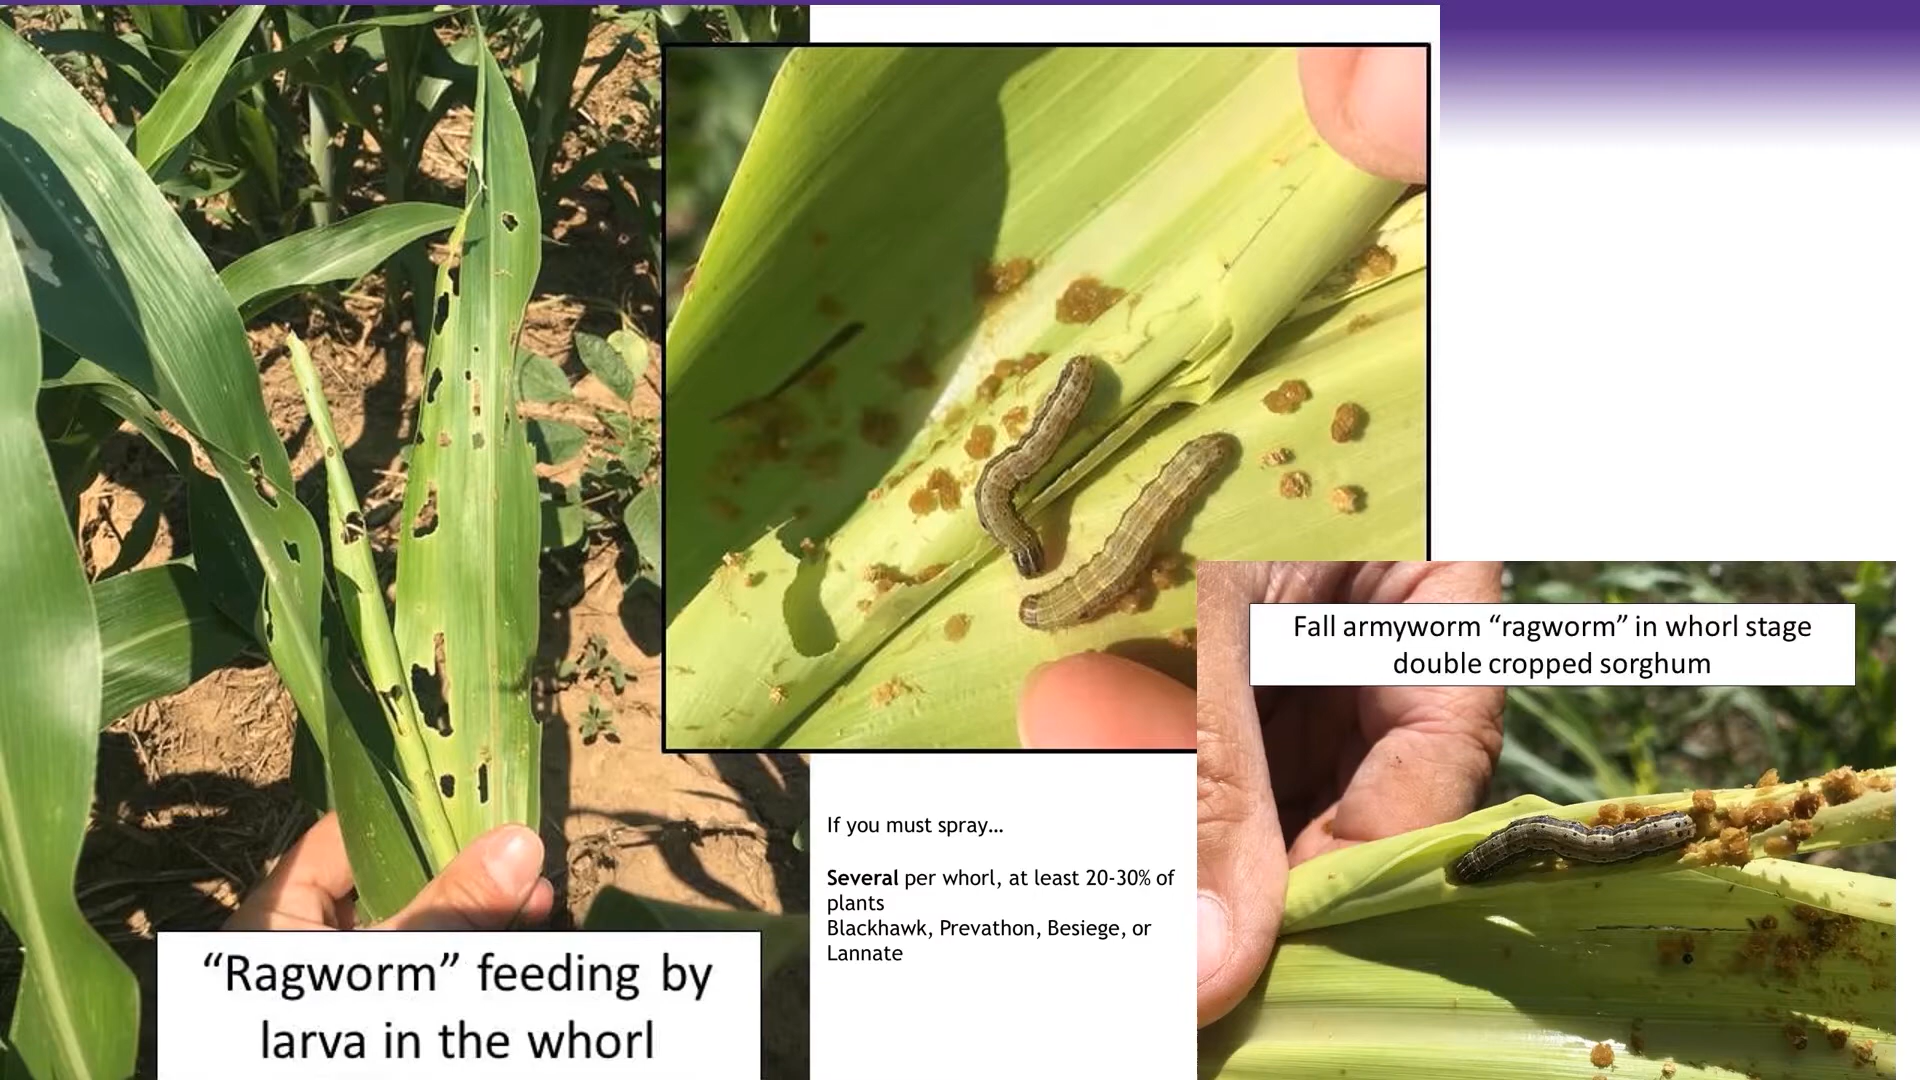 “Ragworm” feeding by
larva in the whorl
If you must spray…
Several per whorl, at least 20-30% of
plants
Blackhawk, Prevathon, Besiege, or
Lannate
Fall armyworm “ragworm” in whorl stage
double cropped sorghum